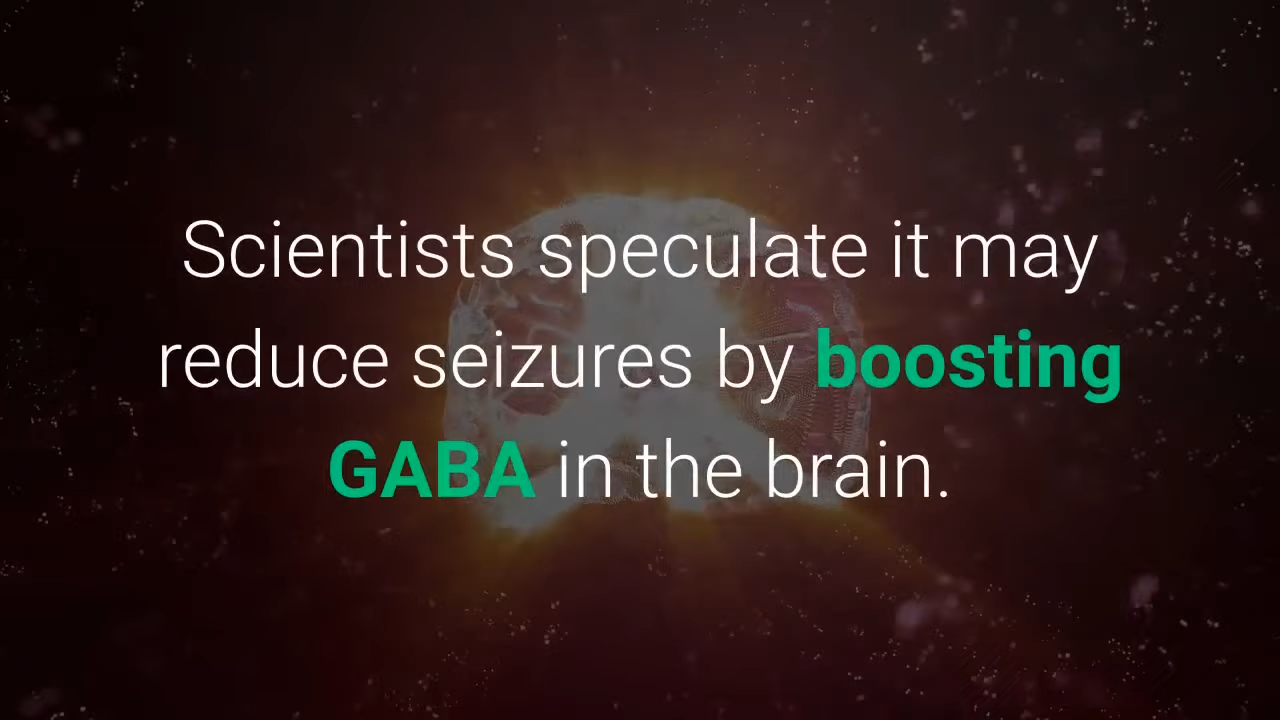 Scientists speculate it may
reduce seizures by boosting
GABA in the brain.